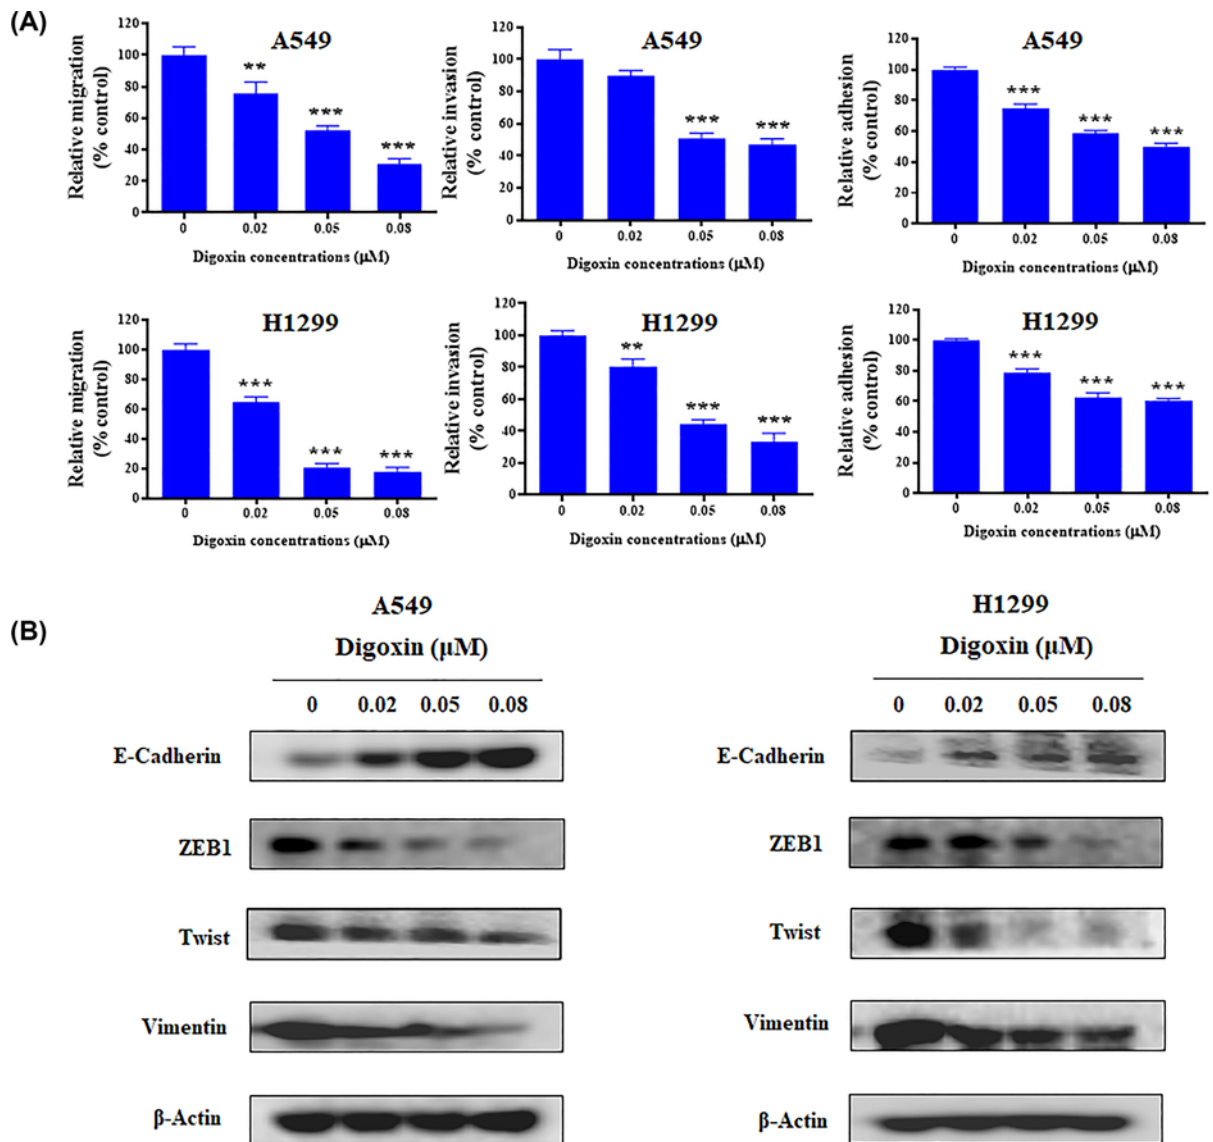 (A)
A549
Relative migration
(% control)
120
100
80
60
40
20
0
**
***
***
0 0.02 0.05 0.08
Digoxin concentrations (μM)
A549
Relative invasion
(% control)
120
100
80
60
40
20
0
***
***
0 0.02 0.05 0.08
Digoxin concentrations (μM)
A549
Relative adhesion
(% control)
120
100
80
60
40
20
0
***
***
***
0 0.02 0.05 0.08
Digoxin concentrations (μM)
H1299
Relative migration
(% control)
120
100
80
60
40
20
0
***
***
***
0 0.02 0.05 0.08
Digoxin concentrations (μM)
H1299
Relative invasion
(% control)
120
100
80
60
40
20
0
**
***
***
0 0.02 0.05 0.08
Digoxin concentrations (μM)
H1299
Relative adhesion
(% control)
120
100
80
60
40
20
0
***
***
***
0 0.02 0.05 0.08
Digoxin concentrations (μM)
(B)
A549
Digoxin (μM)
0 0.02 0.05 0.08
E-Cadherin
ZEB1
Twist
Vimentin
β-Actin
H1299
Digoxin (μM)
0 0.02 0.05 0.08
E-Cadherin
ZEB1
Twist
Vimentin
β-Actin